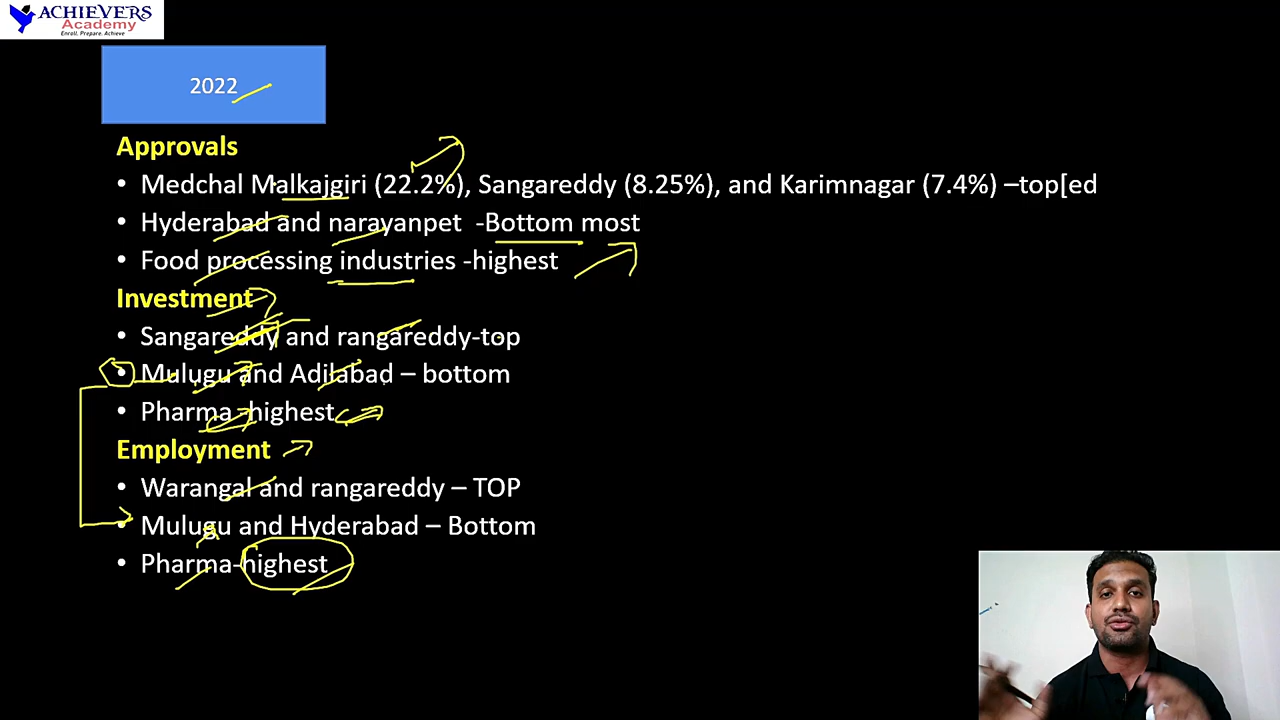 ACHIEVERS
Academy
Enroll. Prepare. Achieve
2022
Approvals
• Medchal Malkajgiri (22.2%), Sangareddy (8.25%), and Karimnagar (7.4%) –top[ed
• Hyderabad and narayanpet -Bottom most
• Food processing industries -highest
Investment
• Sangareddy and rangareddy-top
• Mulugu and Adilabad – bottom
• Pharma -highest
Employment
• Warangal and rangareddy – TOP
• Mulugu and Hyderabad – Bottom
• Pharma-highest